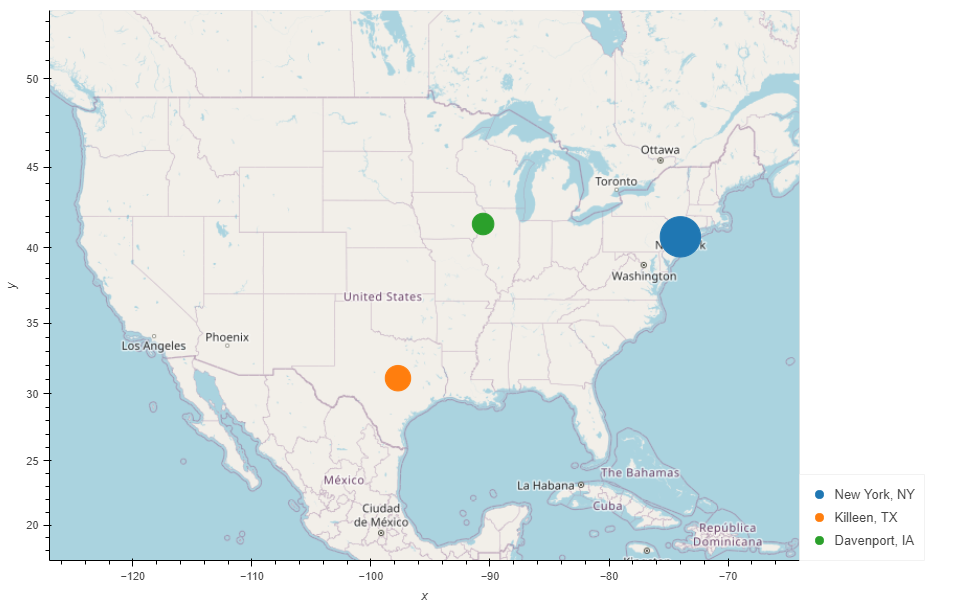 50
45
40
35
30
25
20
y
−120
−110
−100
−90
−80
−70
x
Ottawa
Toronto
Washington
United States
Phoenix
Los Angeles
México
Ciudad
de México
La Habana
The Bahamas
Cuba
República
Dominicana
New York, NY
Killeen, TX
Davenport, IA